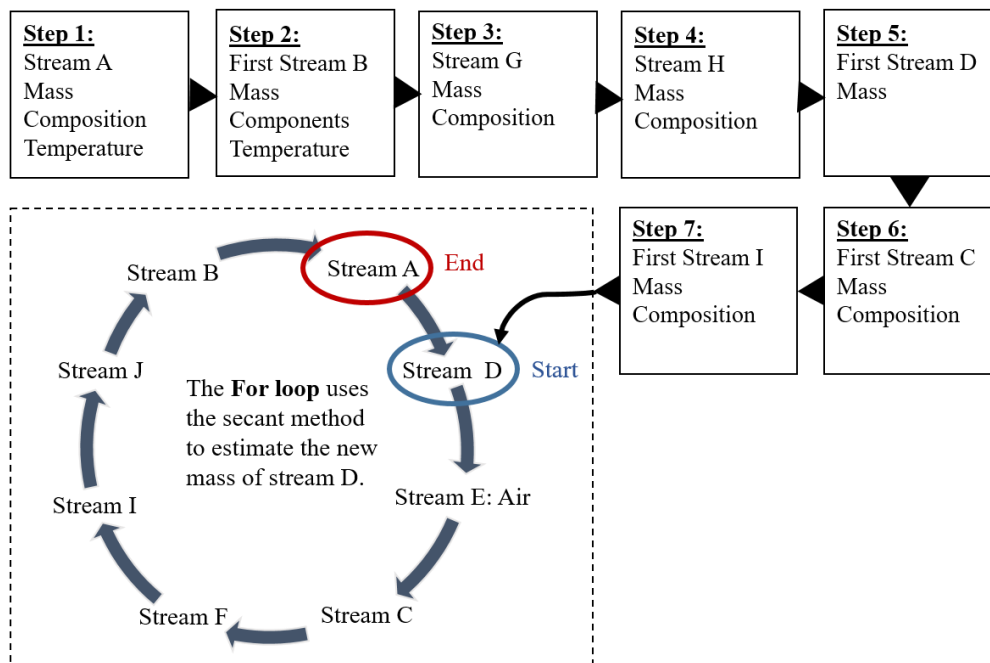 Step 1:
Stream A
Mass
Composition
Temperature
Step 2:
First Stream B
Mass
Components
Temperature
Step 3:
Stream G
Mass
Composition
Step 4:
Stream H
Mass
Composition
Step 5:
First Stream D
Mass
Step 6:
First Stream C
Mass
Composition
Step 7:
First Stream I
Mass
Composition
Stream D
Start
Stream E: Air
Stream C
Stream F
Stream I
Stream J
Stream B
Stream A
End
The For loop uses
the secant method
to estimate the new
mass of stream D.